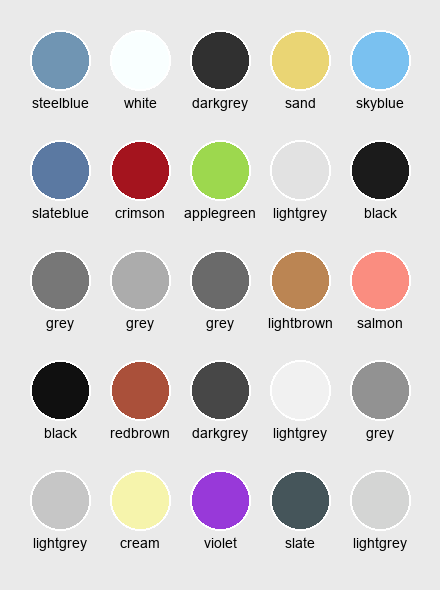 steelblue white darkgrey sand skyblue
slateblue crimson applegreen lightgrey black
grey grey grey lightbrown salmon
black redbrown darkgrey lightgrey grey
lightgrey cream violet slate lightgrey